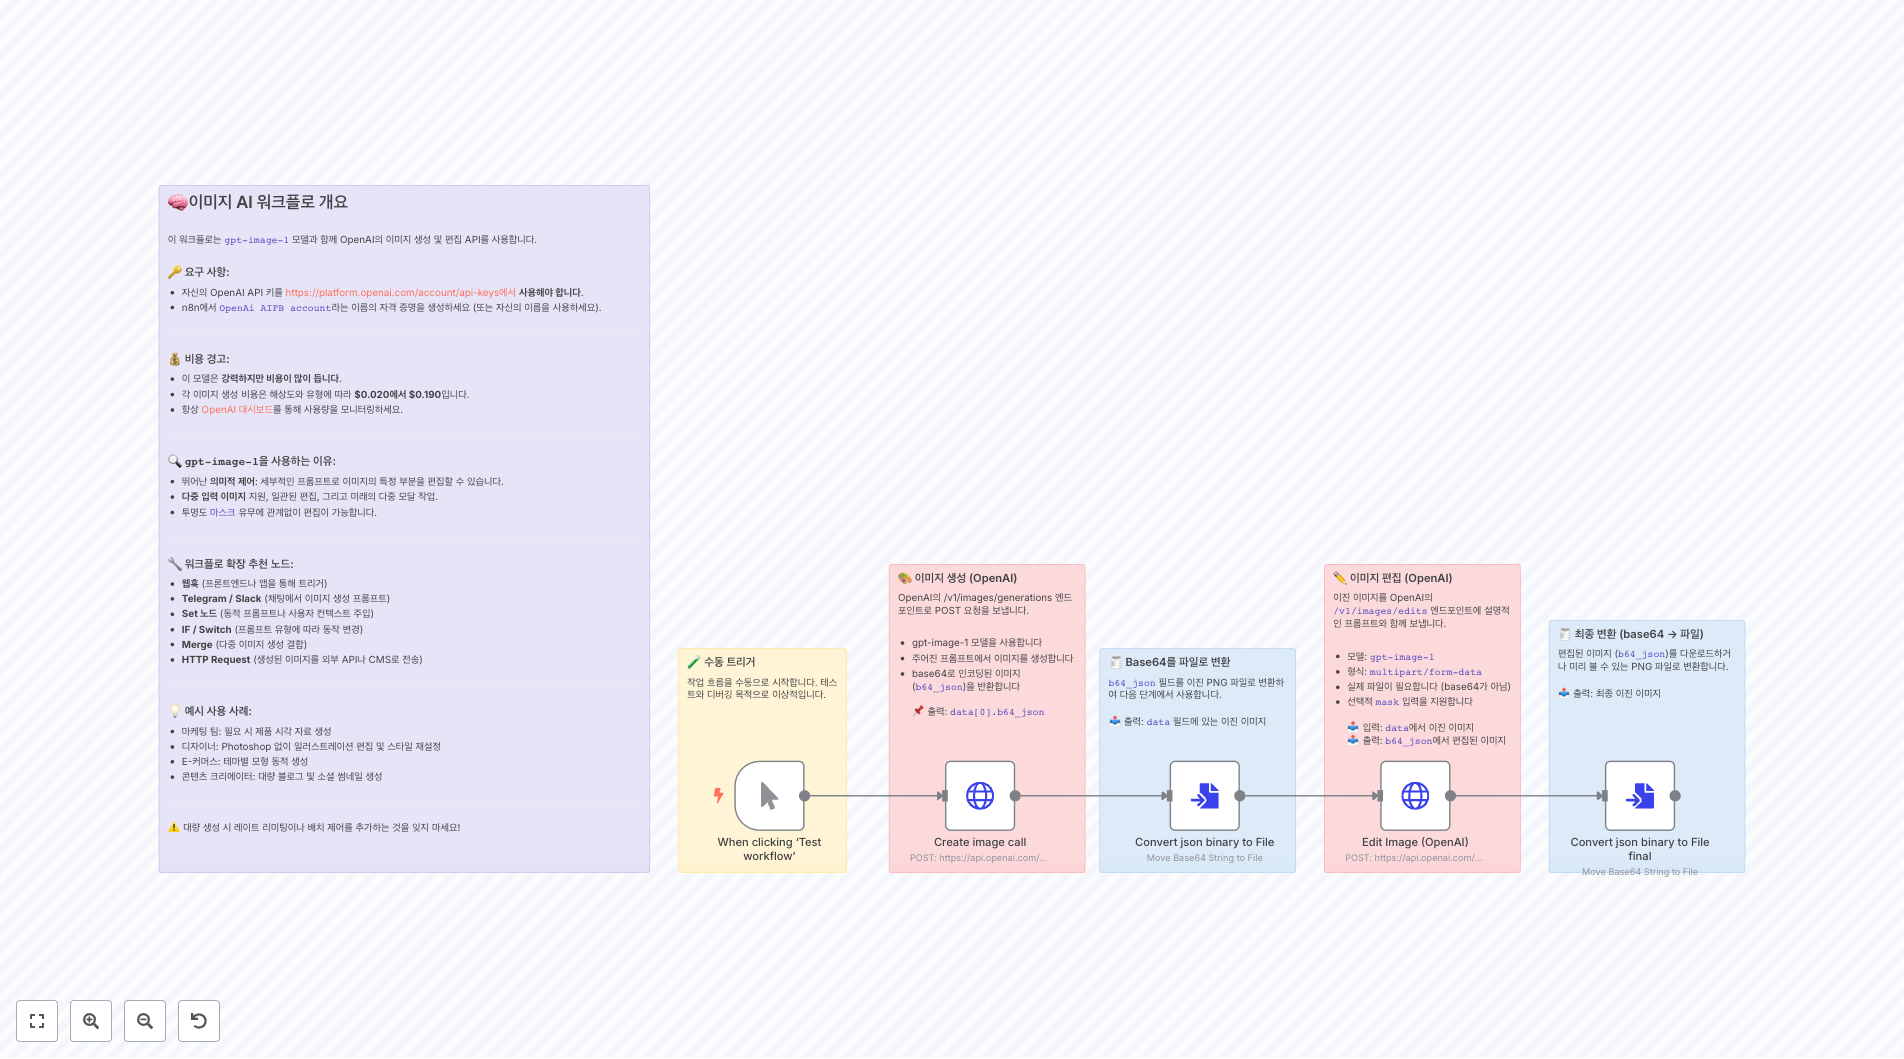 🧠이미지 AI 워크플로 개요
이 워크플로는 gpt-image-1 모델과 함께 OpenAI의 이미지 생성 및 편집 API를 사용합니다.
🔑 요구 사항:
자신의 OpenAI API 키를 https://platform.openai.com/account/api-keys에서 사용해야 합니다.
n8n에서 OpenAi AIFB account라는 이름의 자격 증명을 생성하세요 (또는 자신의 이름을 사용하세요).
💰 비용 경고:
이 모델은 강력하지만 비용이 많이 듭니다.
각 이미지 생성 비용은 해상도와 유형에 따라 $0.020에서 $0.190입니다.
항상 OpenAI 대시보드를 통해 사용량을 모니터링하세요.
🔍 gpt-image-1을 사용하는 이유:
뛰어난 의미적 제어: 세부적인 프롬프트로 이미지의 특정 부분을 편집할 수 있습니다.
다중 입력 이미지 지원, 일관된 편집, 그리고 미래의 다중 모달 작업.
투명도 마스크 유무에 관계없이 편집이 가능합니다.
🔧 워크플로 확장 추천 노드:
웹훅 (프론트엔드나 앱을 통해 트리거)
Telegram / Slack (채팅에서 이미지 생성 프롬프트)
Set 노드 (동적 프롬프트나 사용자 컨텍스트 주입)
IF / Switch (프롬프트 유형에 따라 동작 변경)
Merge (다중 이미지 생성 결합)
HTTP Request (생성된 이미지를 외부 API나 CMS로 전송)
💡 예시 사용 사례:
마케팅 팀: 필요 시 제품 시각 자료 생성
디자이너: Photoshop 없이 일러스트레이션 편집 및 스타일 재설정
E-커머스: 테마별 모형 동적 생성
콘텐츠 크리에이터: 대량 블로그 및 소셜 썸네일 생성
⚠️ 대량 생성 시 레이트 리미팅이나 배치 제어를 추가하는 것을 잊지 마세요!
🧪 수동 트리거
작업 흐름을 수동으로 시작합니다. 테스
트와 디버깅 목적으로 이상적입니다.
When clicking ‘Test
workflow’
🎨 이미지 생성 (OpenAI)
OpenAI의 /v1/images/generations 엔드
포인트로 POST 요청을 보냅니다.
gpt-image-1 모델을 사용합니다
주어진 프롬프트에서 이미지를 생성합니다
base64로 인코딩된 이미지
(b64_json)을 반환합니다
📌 출력: data[0].b64_json
Create image call
POST: https://api.openai.com/...
Base64를 파일로 변환
b64_json 필드를 이진 PNG 파일로 변환하
여 다음 단계에서 사용합니다.
📤 출력: data 필드에 있는 이진 이미지
Convert json binary to File
Move Base64 String to File
✏️ 이미지 편집 (OpenAI)
이진 이미지를 OpenAI의
/v1/images/edits 엔드포인트에 설명적
인 프롬프트와 함께 보냅니다.
모델: gpt-image-1
형식: multipart/form-data
실제 파일이 필요합니다 (base64가 아님)
선택적 mask 입력을 지원합니다
📥 입력: data에서 이진 이미지
📤 출력: b64_json에서 편집된 이미지
Edit Image (OpenAI)
POST: https://api.openai.com/...
최종 변환 (base64 → 파일)
편집된 이미지 (b64_json)를 다운로드하거
나 미리 볼 수 있는 PNG 파일로 변환합니다.
📤 출력: 최종 이진 이미지
Convert json binary to File
final
Move Base64 String to File